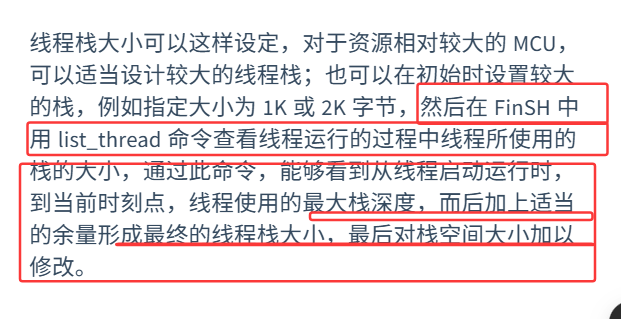 线程栈大小可以这样设定，对于资源相对较大的 MCU，
可以适当设计较大的线程栈；也可以在初始时设置较大
的栈，例如指定大小为 1K 或 2K 字节，然后在 FinSH 中
用 list_thread 命令查看线程运行的过程中线程所使用的
栈的大小，通过此命令，能够看到从线程启动运行时，
到当前时刻点，线程使用的最大栈深度，而后加上适当
的余量形成最终的线程栈大小，最后对栈空间大小加以
修改。